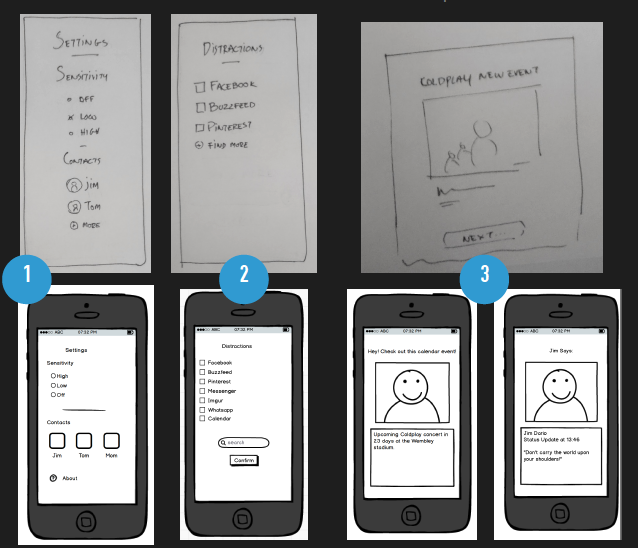 SETTINGS
SENSITIVITY
OFF
LOW
HIGH
CONTACTS
JIM
TOM
MORE
DISTRACTIONS
FACEBOOK
BUZZFEED
PINTEREST
FIND MORE
COLDPLAY NEW EVENT
NEXT...
1
2
3
ABC 07:32 PM
Settings
Sensitivity
High
Low
Off
Contacts
Jim Tom Mom
? About
ABC 07:32 PM
Distractions
Facebook
Buzzfeed
Pinterest
Messenger
Imgur
Whatsapp
Calendar
search
Confirm
ABC 07:32 PM
Hey! Check out this calendar event!
Upcoming Coldplay concert in
23 days at the Wembley
stadium.
ABC 07:32 PM
Jim Says:
Jim Dorio
Status Update at 13:46
"Don't carry the world upon
your shoulders!"